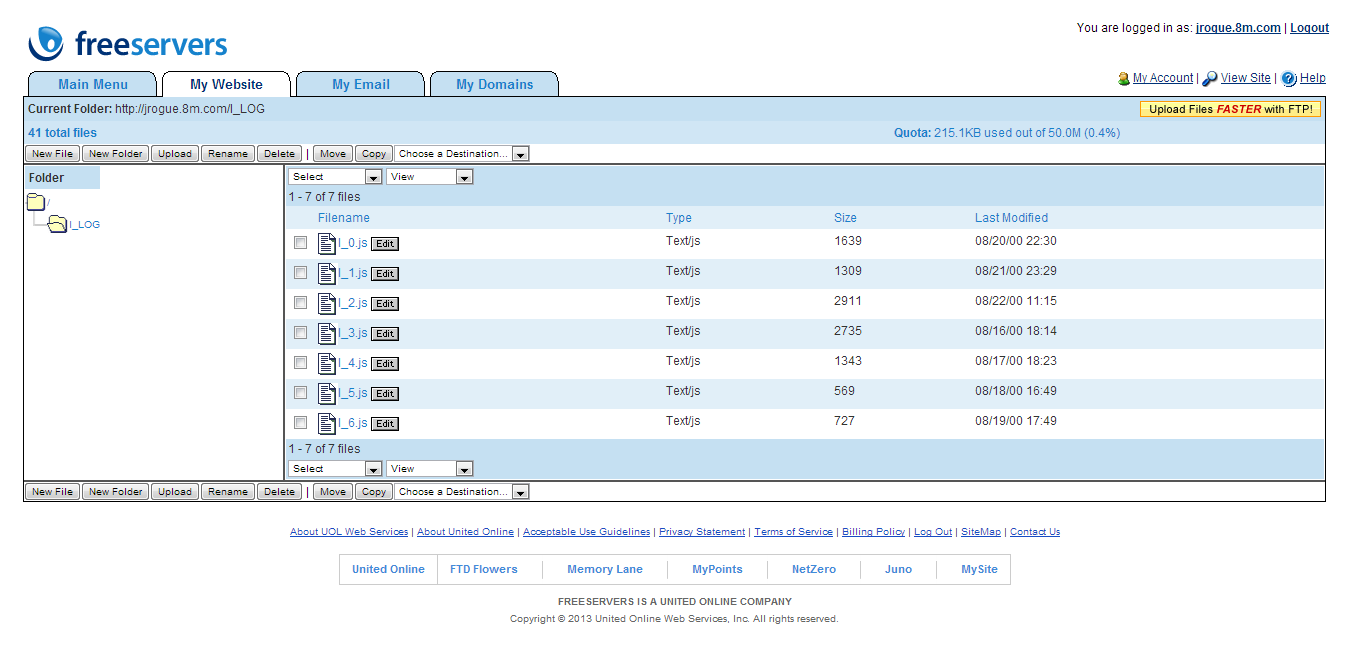 You are logged in as: jrogue.8m.com | Logout
freeservers
Main Menu My Website My Email My Domains
My Account | View Site | Help
Current Folder: http://jrogue.8m.com/I_LOG
Upload Files FASTER with FTP!
41 total files
Quota: 215.1KB used out of 50.0M (0.4%)
New File New Folder Upload Rename Delete | Move Copy Choose a Destination...
Folder
/
I_LOG
Select View
1 - 7 of 7 files
Filename Type Size Last Modified
I_0.js Edit Text/js 1639 08/20/00 22:30
I_1.js Edit Text/js 1309 08/21/00 23:29
I_2.js Edit Text/js 2911 08/22/00 11:15
I_3.js Edit Text/js 2735 08/16/00 18:14
I_4.js Edit Text/js 1343 08/17/00 18:23
I_5.js Edit Text/js 569 08/18/00 16:49
I_6.js Edit Text/js 727 08/19/00 17:49
1 - 7 of 7 files
Select View
New File New Folder Upload Rename Delete | Move Copy Choose a Destination...
About UOL Web Services | About United Online | Acceptable Use Guidelines | Privacy Statement | Terms of Service | Billing Policy | Log Out | SiteMap | Contact Us
United Online FTD Flowers Memory Lane MyPoints NetZero Juno MySite
FREESERVERS IS A UNITED ONLINE COMPANY
Copyright © 2013 United Online Web Services, Inc. All rights reserved.